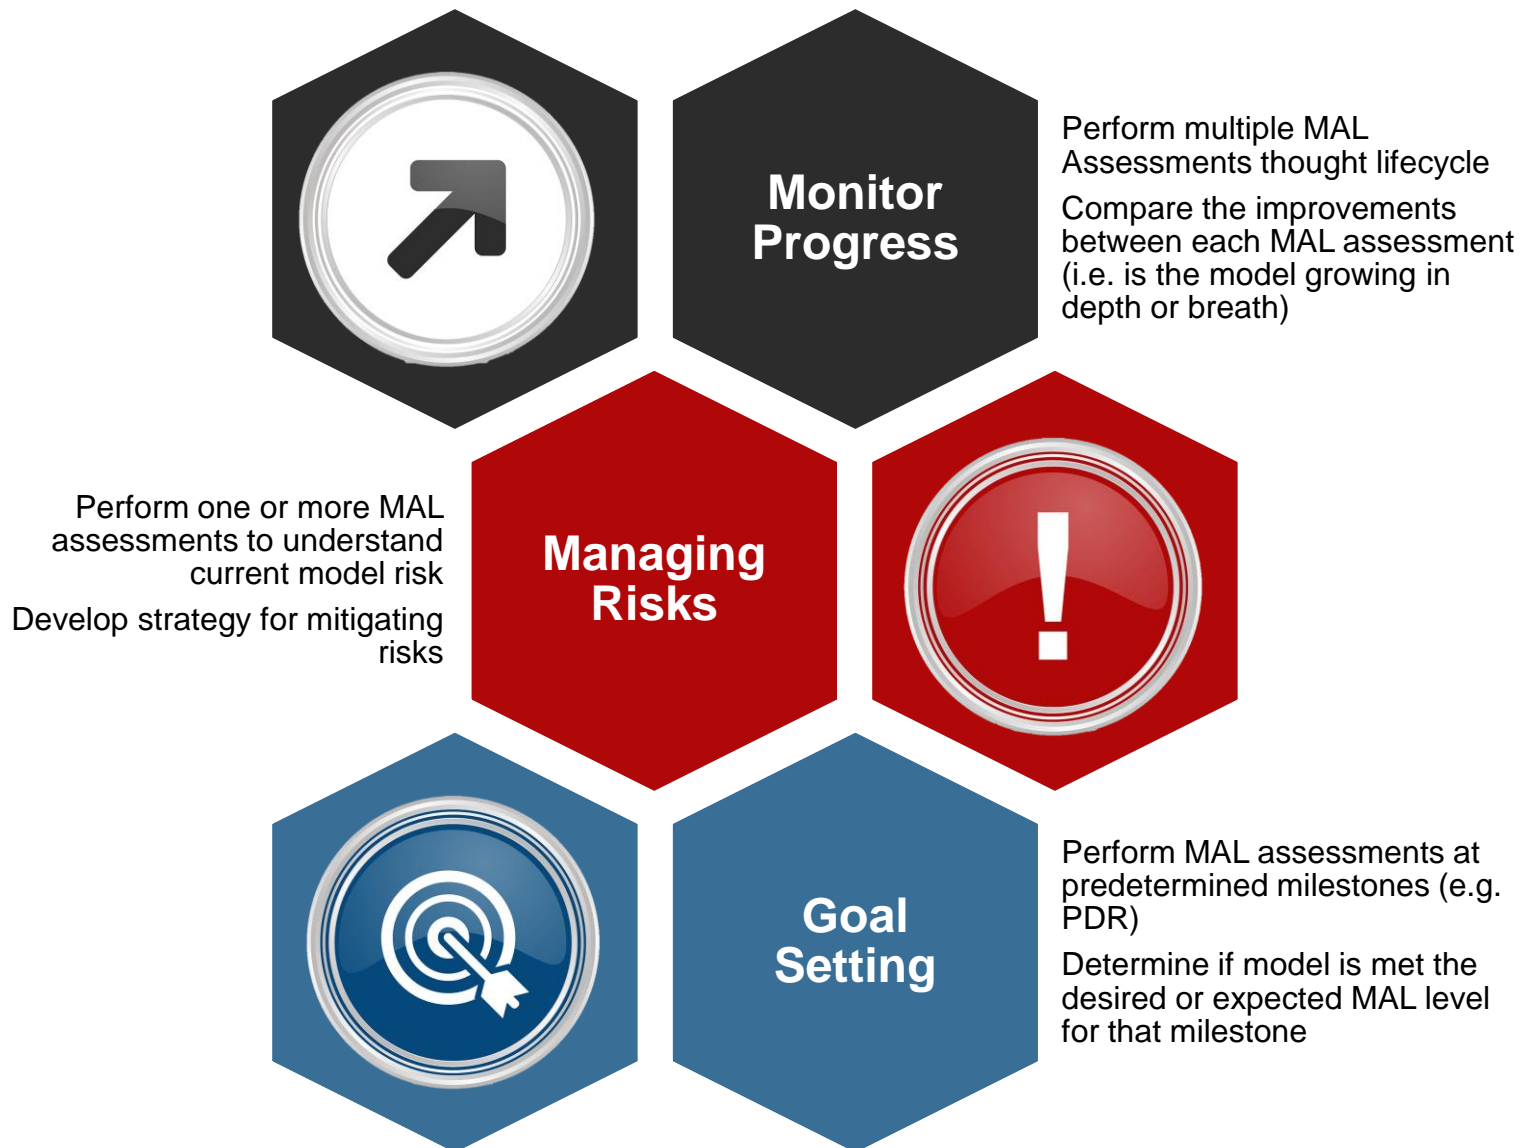 Monitor
Progress
Perform multiple MAL
Assessments thought lifecycle
Compare the improvements
between each MAL assessment
(i.e. is the model growing in
depth or breath)
Perform one or more MAL
assessments to understand
current model risk
Develop strategy for mitigating
risks
Managing
Risks
!
Goal
Setting
Perform MAL assessments at
predetermined milestones (e.g.
PDR)
Determine if model is met the
desired or expected MAL level
for that milestone